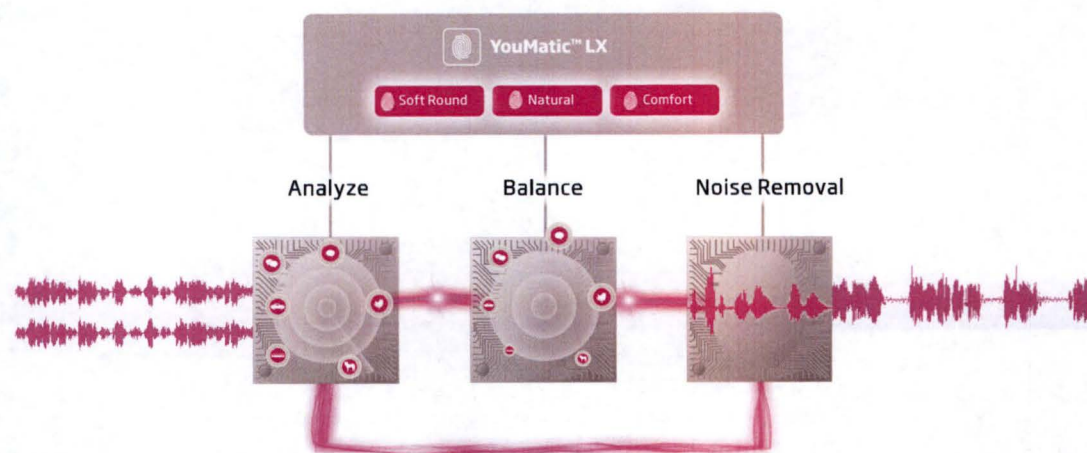 YouMatic™ LX
Soft Round
Natural
Comfort
Analyze
Balance
Noise Removal